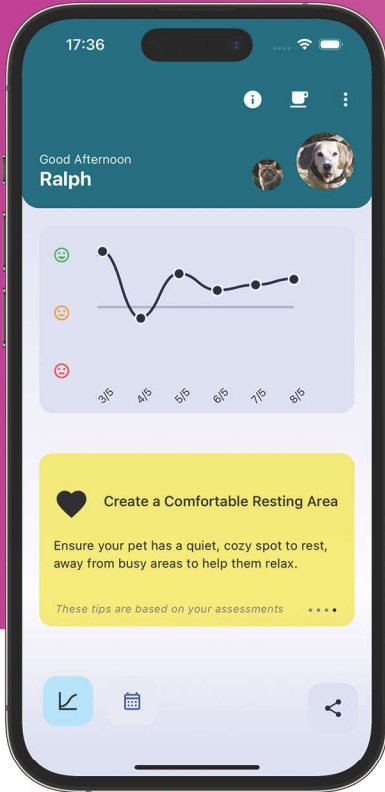 17:36
Good Afternoon
Ralph
3/5
4/5
5/5
6/5
7/5
8/5
Create a Comfortable Resting Area
Ensure your pet has a quiet, cozy spot to rest,
away from busy areas to help them relax.
These tips are based on your assessments